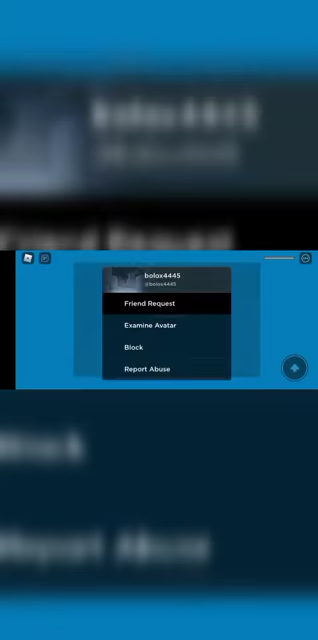 bolox4445
@bolox4445
Friend Request
Examine Avatar
Block
Report Abuse